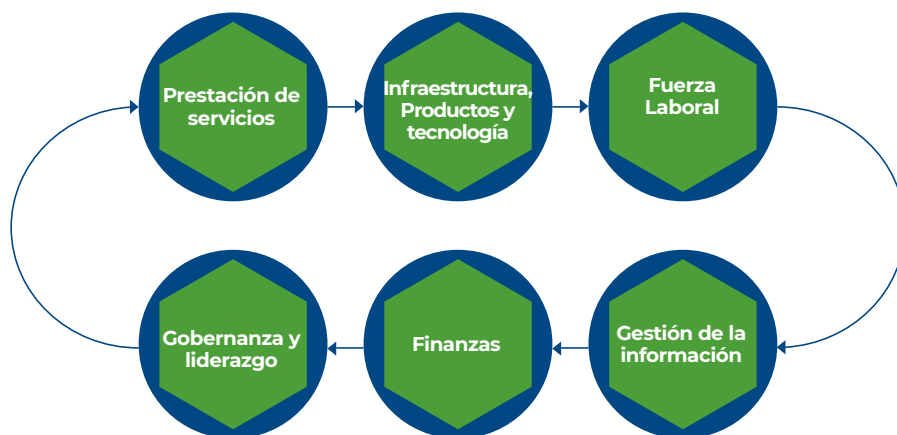 Prestación de
servicios
Infraestructura,
Productos y
tecnología
Fuerza
Laboral
Gobernanza y
liderazgo
Finanzas
Gestión de la
información